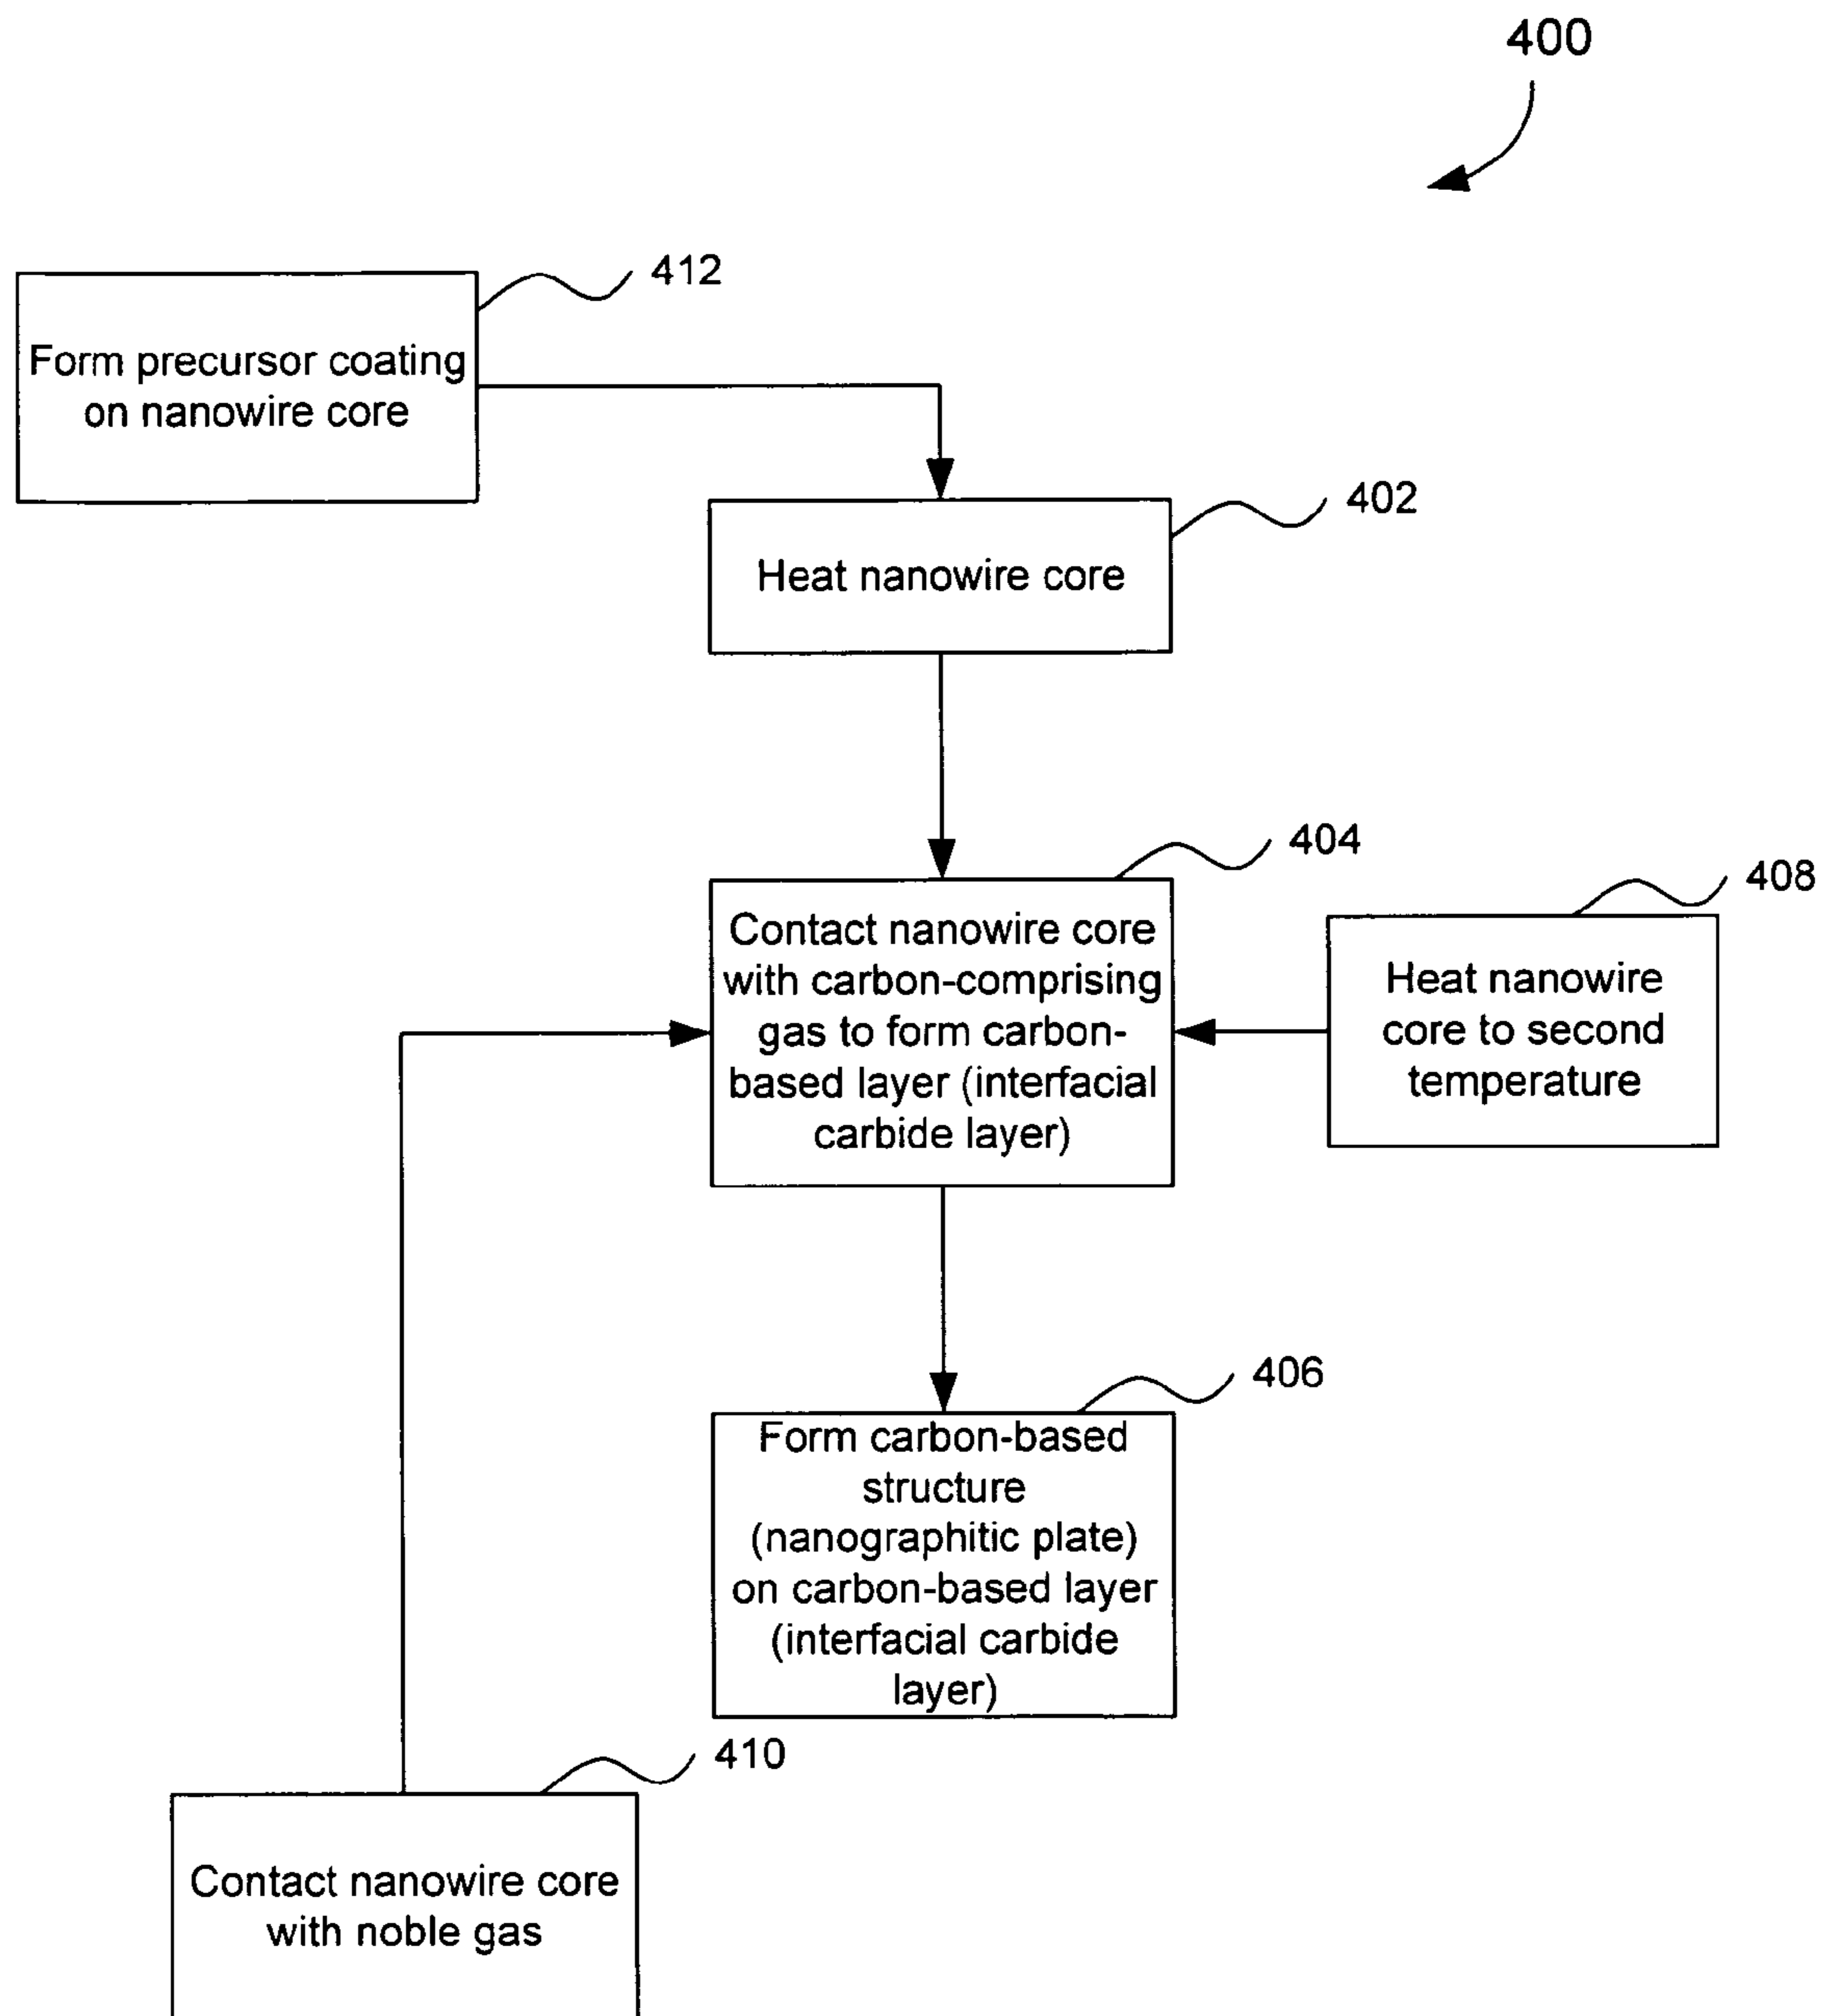 400
412
Form precursor coating
on nanowire core
402
Heat nanowire core
404
Contact nanowire core
with carbon-comprising
gas to form carbon-
based layer (interfacial
carbide layer)
408
Heat nanowire
core to second
temperature
406
Form carbon-based
structure
(nanographitic plate)
on carbon-based layer
(interfacial carbide
layer)
410
Contact nanowire core
with noble gas